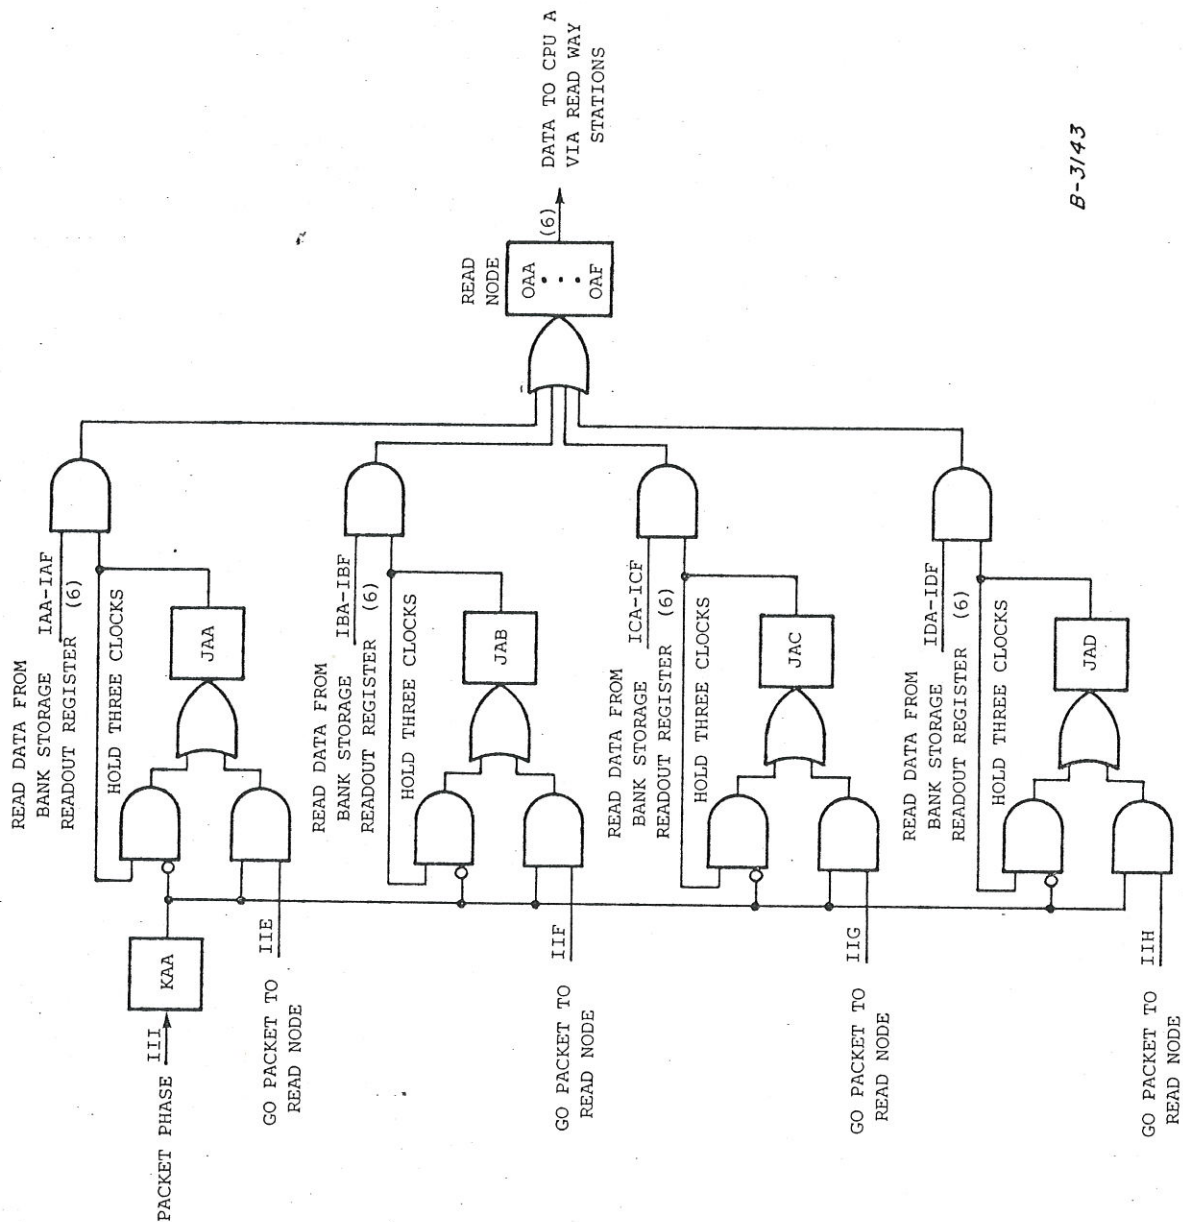 PACKET PHASE III
KAA
GO PACKET TO IIE
READ NODE
READ DATA FROM
BANK STORAGE IAA-IAF
READOUT REGISTER (6)
HOLD THREE CLOCKS
JAA
GO PACKET TO IIF
READ NODE
READ DATA FROM
BANK STORAGE IBA-IBF
READOUT REGISTER (6)
HOLD THREE CLOCKS
JAB
GO PACKET TO IIG
READ NODE
READ DATA FROM
BANK STORAGE ICA-ICF
READOUT REGISTER (6)
HOLD THREE CLOCKS
JAC
GO PACKET TO IIH
READ NODE
READ DATA FROM
BANK STORAGE IDA-IDF
READOUT REGISTER (6)
HOLD THREE CLOCKS
JAD
READ
NODE
OAA
OAF
(6)
DATA TO CPU A
VIA READ WAY
STATIONS
B-3143